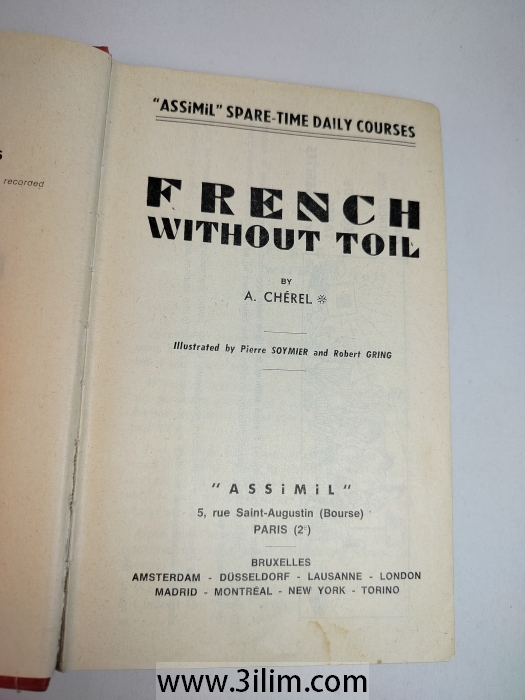 s
recorded
"ASSiMiL" SPARE-TIME DAILY COURSES
FRENCH
WITHOUT TOIL
BY
A. CHÉREL *
Illustrated by Pierre SOYMIER and Robert GRING
"ASSiMiL"
5, rue Saint-Augustin (Bourse)
PARIS (2e)
BRUXELLES
AMSTERDAM - DÜSSELDORF - LAUSANNE - LONDON
MADRID - MONTRÉAL - NEW YORK - TORINO
www.3ilim.com